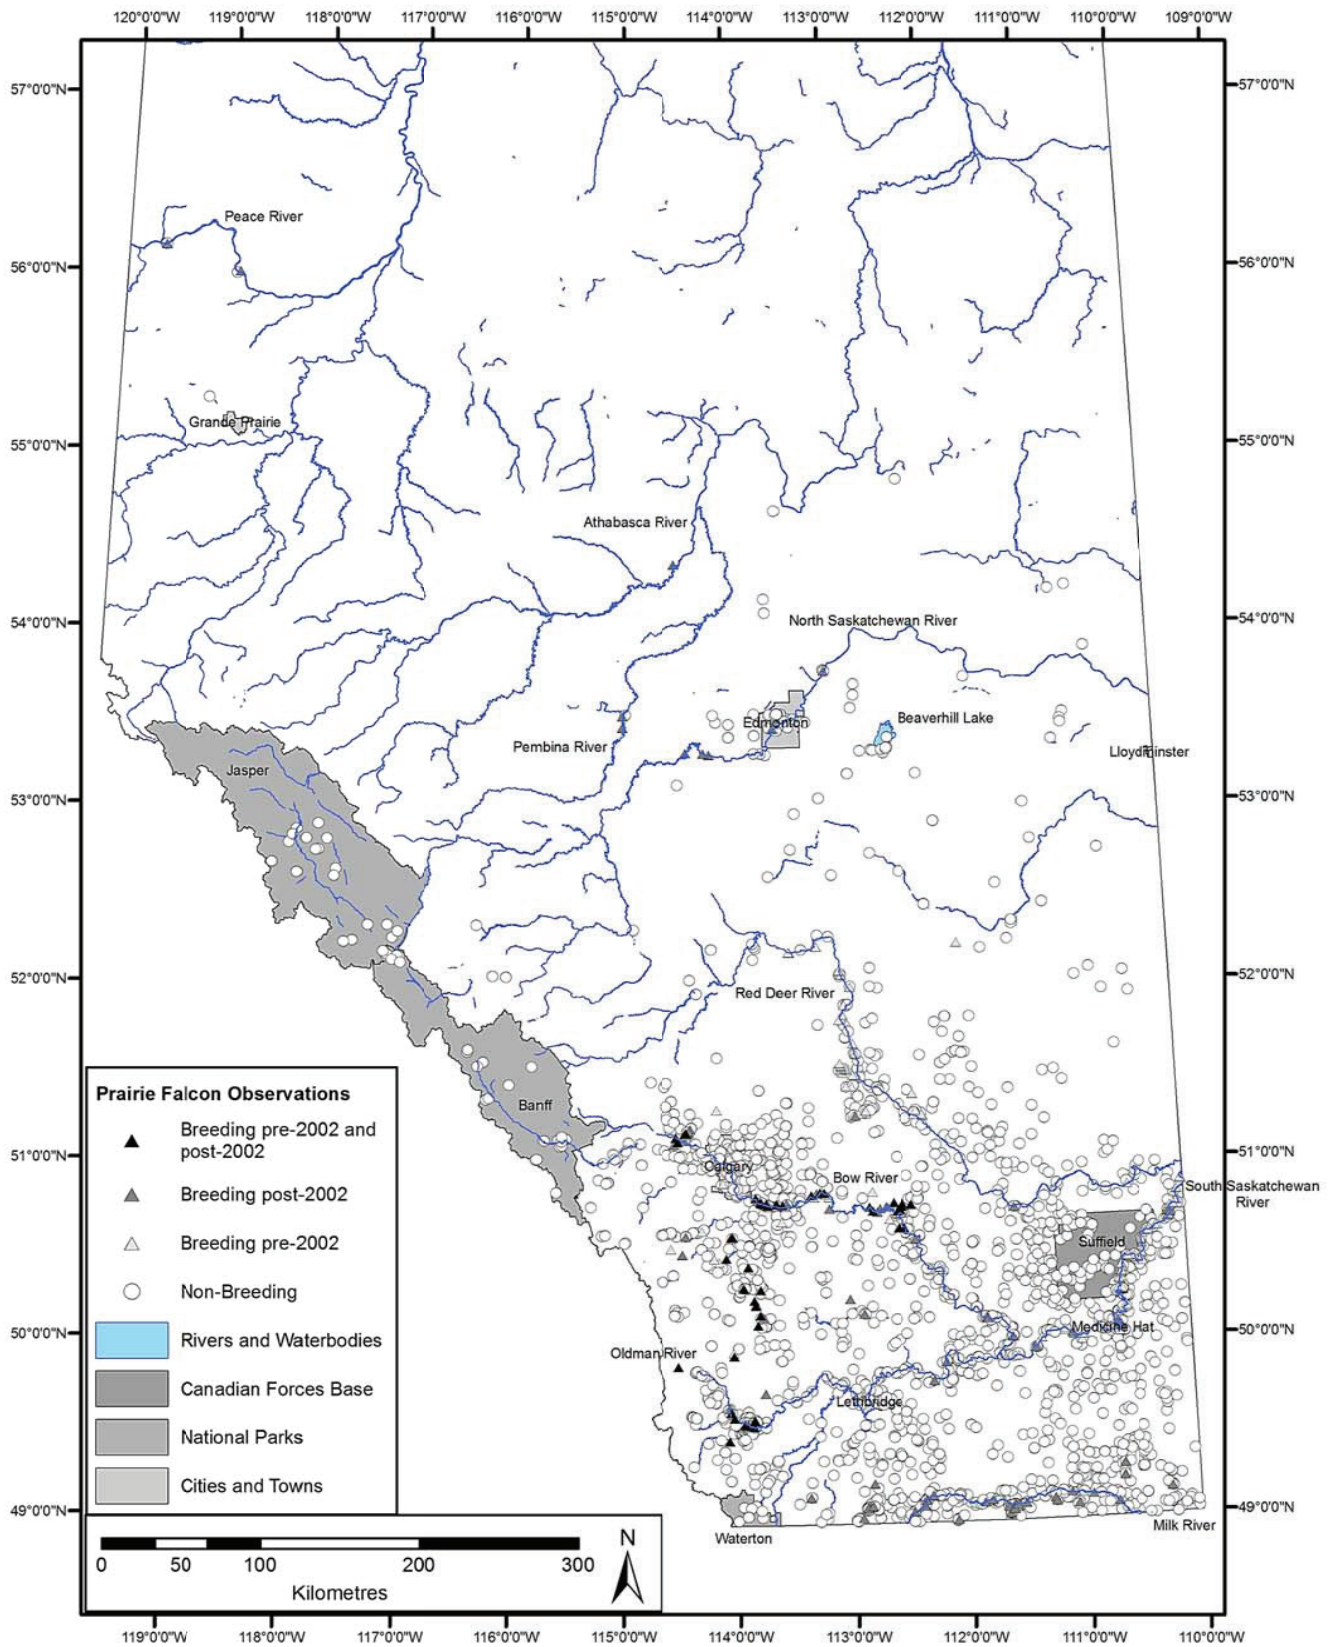 120°0'0"W 119°0'0"W 118°0'0"W 117°0'0"W 116°0'0"W 115°0'0"W 114°0'0"W 113°0'0"W 112°0'0"W 111°0'0"W 110°0'0"W 109°0'0"W
57°0'0"N 57°0'0"N
Peace River
56°0'0"N 56°0'0"N
Grande Prairie
55°0'0"N 55°0'0"N
Athabasca River
54°0'0"N 54°0'0"N
North Saskatchewan River
Beaverhill Lake
Edmonton
Pembina River
Lloydminster
Jasper
53°0'0"N 53°0'0"N
52°0'0"N 52°0'0"N
Red Deer River
Banff
51°0'0"N 51°0'0"N
Calgary
Bow River
South Saskatchewan
River
Suffield
Medicine Hat
50°0'0"N 50°0'0"N
Oldman River
Lethbridge
49°0'0"N 49°0'0"N
Milk River
Waterton
Prairie Falcon Observations
Breeding pre-2002 and
post-2002
Breeding post-2002
Breeding pre-2002
Non-Breeding
Rivers and Waterbodies
Canadian Forces Base
National Parks
Cities and Towns
N
0 50 100 200 300
Kilometres
119°0'0"W 118°0'0"W 117°0'0"W 116°0'0"W 115°0'0"W 114°0'0"W 113°0'0"W 112°0'0"W 111°0'0"W 110°0'0"W